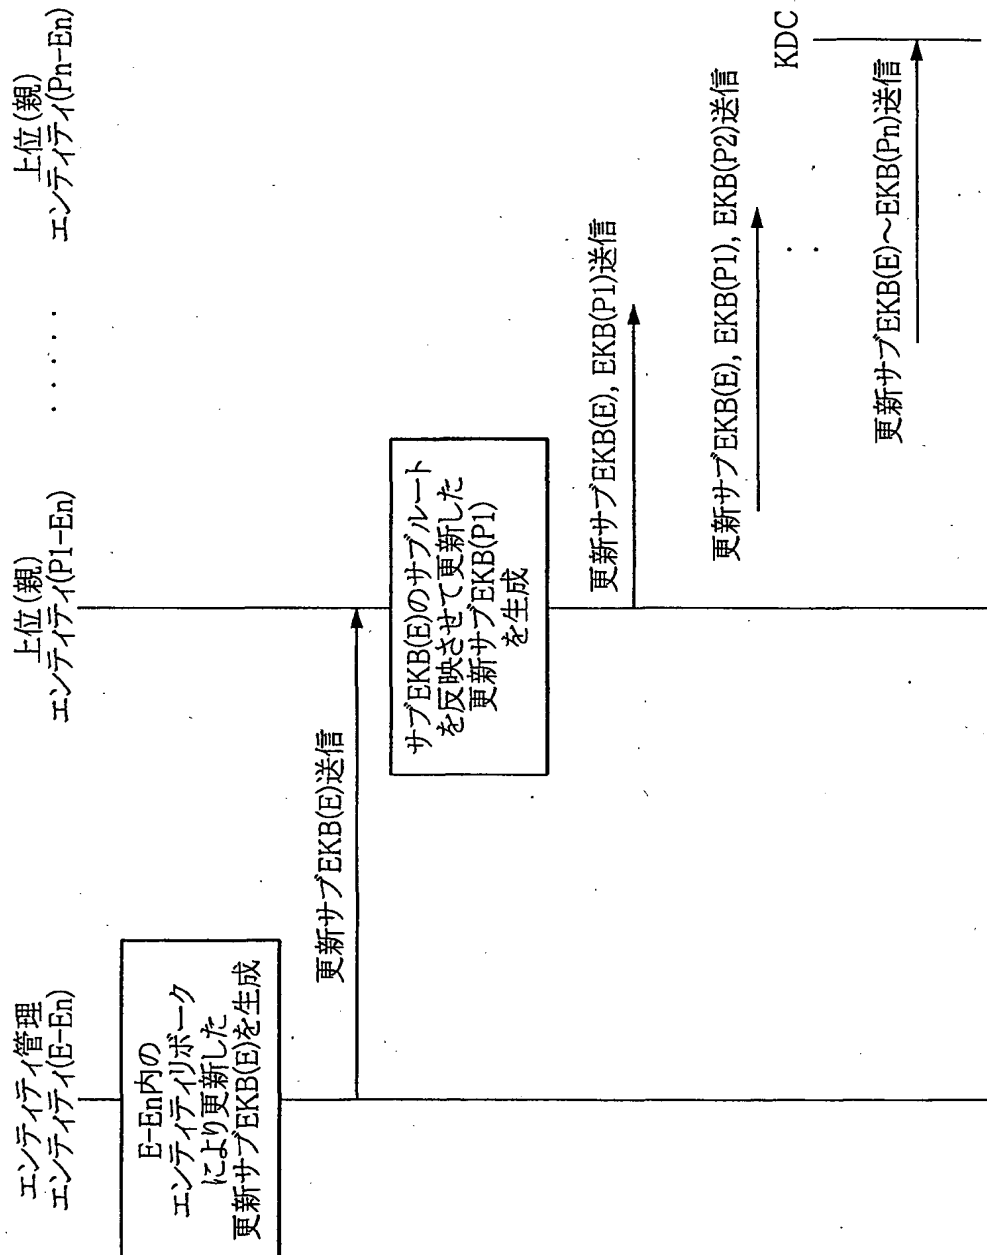 エンティティ管理
エンティティ(E-En)
上位(親)
エンティティ(P1-En)
・・・・・
上位(親)
エンティティ(Pn-En)
E-En内の
エンティティリボーク
により更新した
更新サブEKB(E)を生成
更新サブEKB(E)送信
サブEKB(E)のサブルート
を反映させて更新した
更新サブEKB(P1)
を生成
更新サブEKB(E), EKB(P1)送信
更新サブEKB(E), EKB(P1), EKB(P2)送信
KDC
更新サブEKB(E)～EKB(Pn)送信